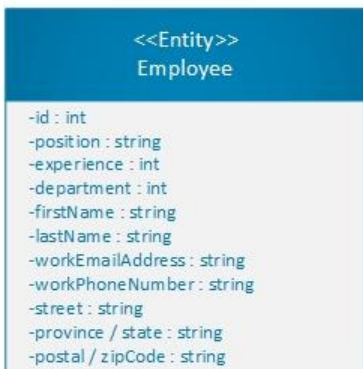 <<Entity>>
Employee
-id : int
-position : string
-experience : int
-department : int
-firstName : string
-lastName : string
-workEmailAddress : string
-workPhoneNumber : string
-street : string
-province / state : string
-postal / zipCode : string